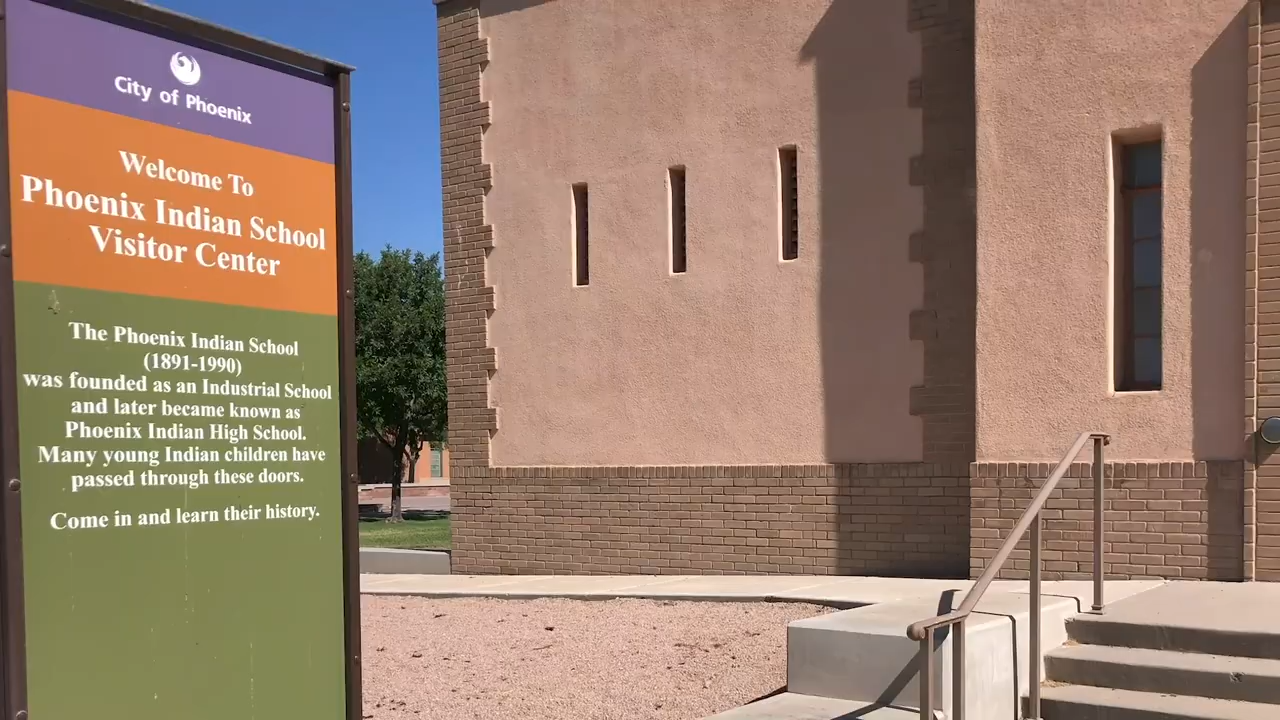 City of Phoenix
Welcome To
Phoenix Indian School
Visitor Center
The Phoenix Indian School
(1891-1990)
was founded as an Industrial School
and later became known as
Phoenix Indian High School.
Many young Indian children have
passed through these doors.
Come in and learn their history.